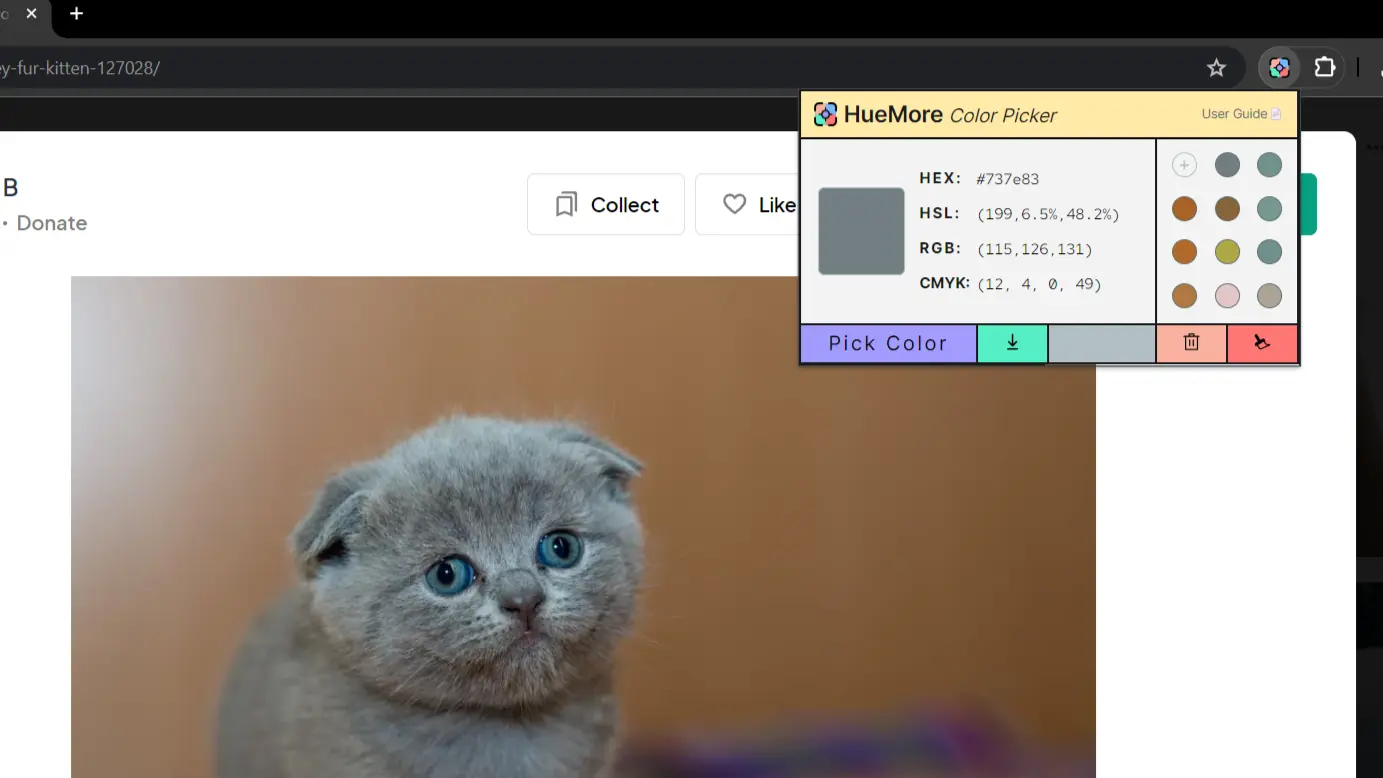 ey-fur-kitten-127028/
HueMore Color Picker
User Guide
B
Donate
Collect
Like
HEX: #737e83
HSL: (199,6.5%,48.2%)
RGB: (115,126,131)
CMYK: (12, 4, 0, 49)
Pick Color